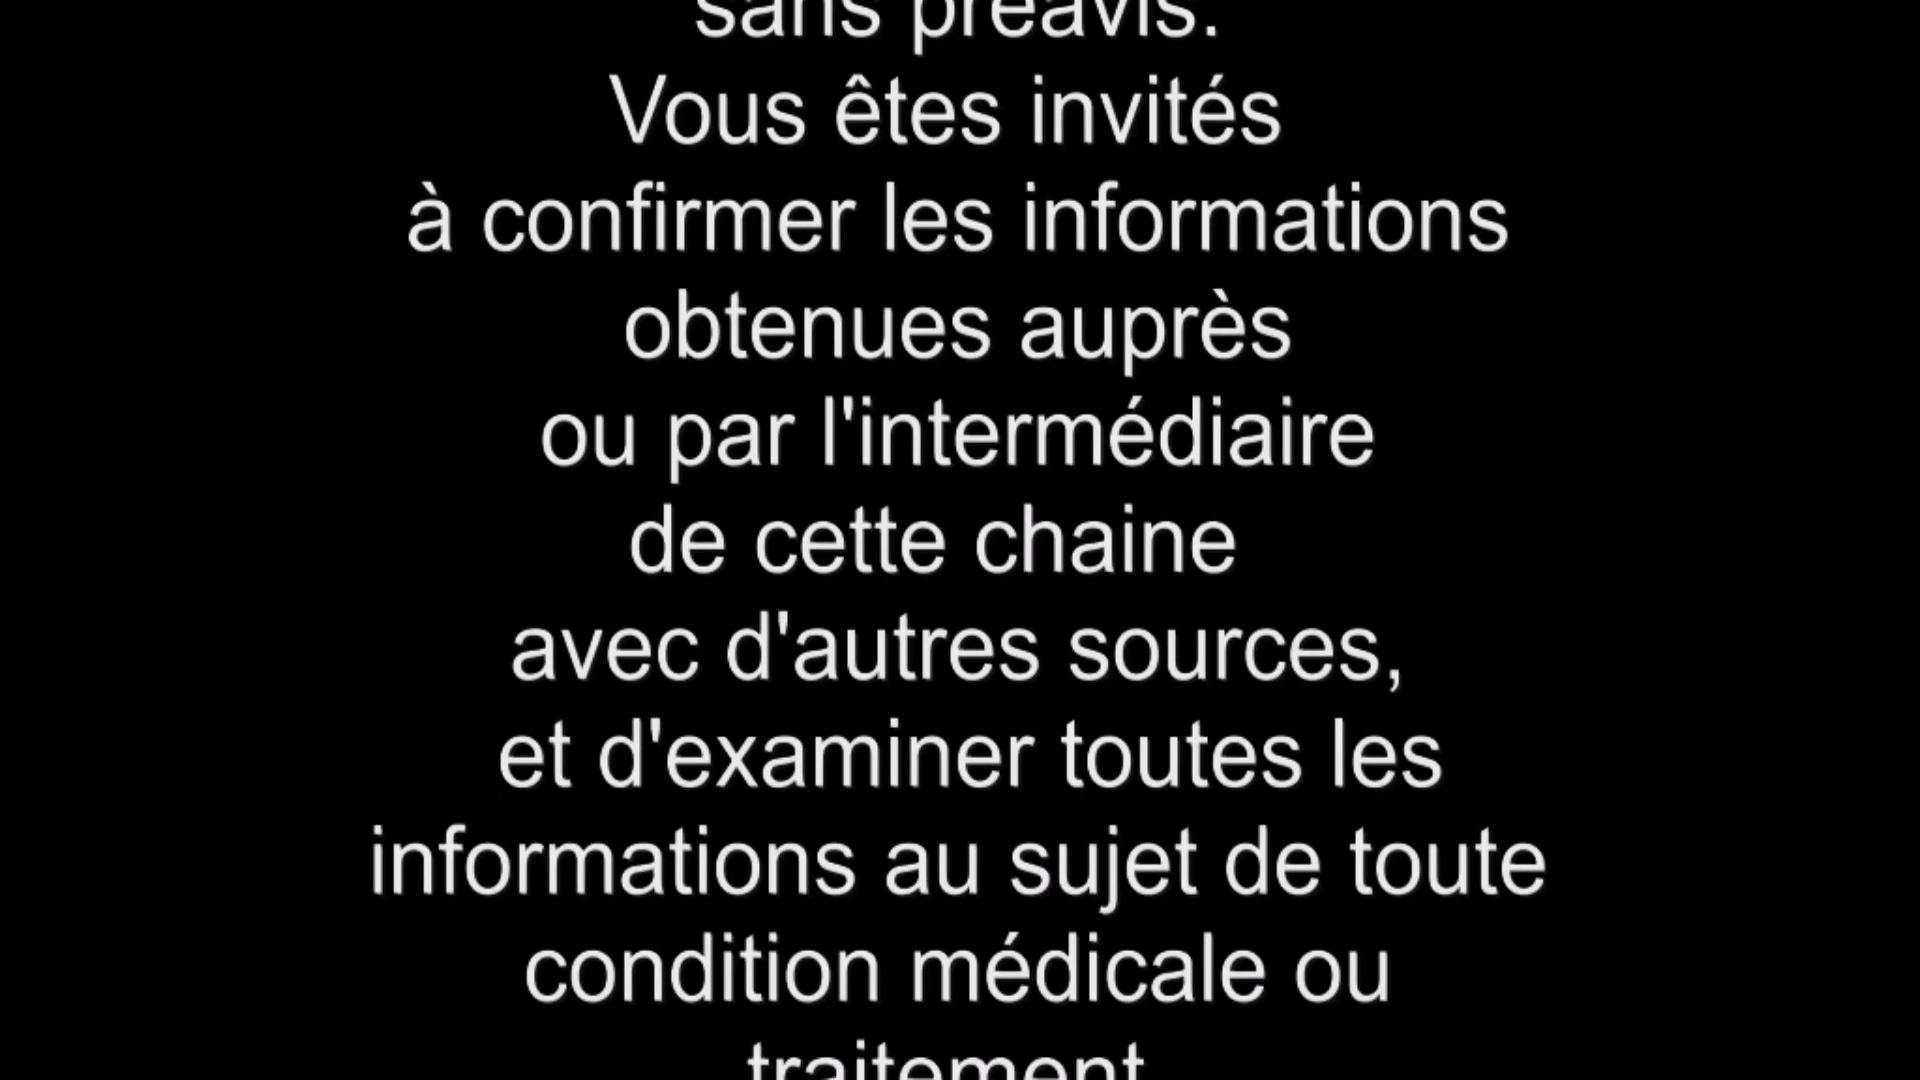 sans préavis.
Vous êtes invités
à confirmer les informations
obtenues auprès
ou par l'intermédiaire
de cette chaine
avec d'autres sources,
et d'examiner toutes les
informations au sujet de toute
condition médicale ou
traitement